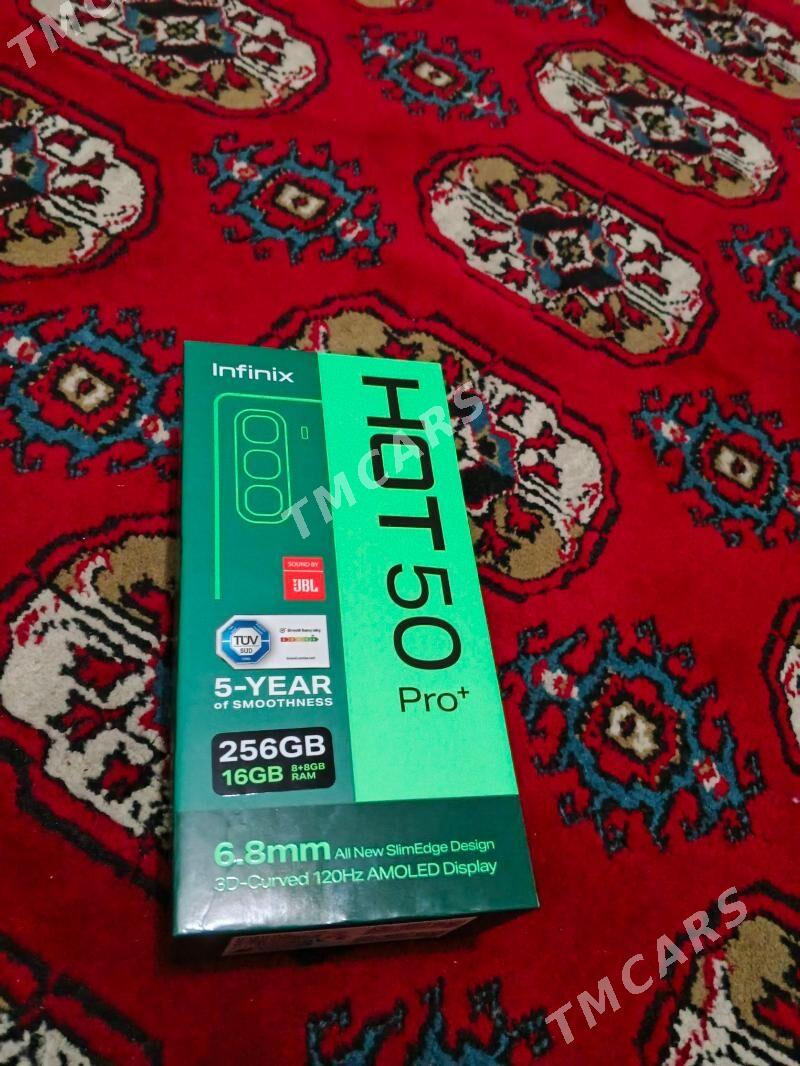 TMCARS
Infinix
HOT 50
Pro+
TMCARS
SOUND BY
JBL
TÜV
SÜD
5-YEAR
of SMOOTHNESS
256GB
16GB 8+8GB
RAM
6.8mm All New SlimEdge Design
3D-Curved 120Hz AMOLED Display
TMCARS